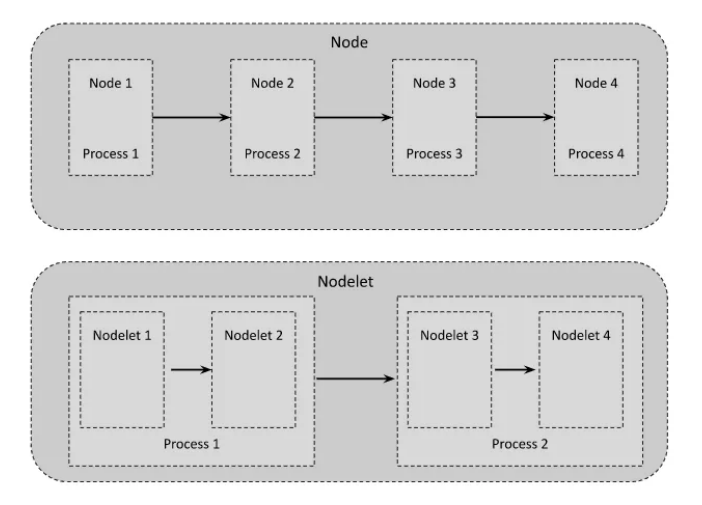 Node
Node 1 Node 2 Node 3 Node 4
Process 1 Process 2 Process 3 Process 4
Nodelet
Nodelet 1 Nodelet 2 Nodelet 3 Nodelet 4
Process 1 Process 2